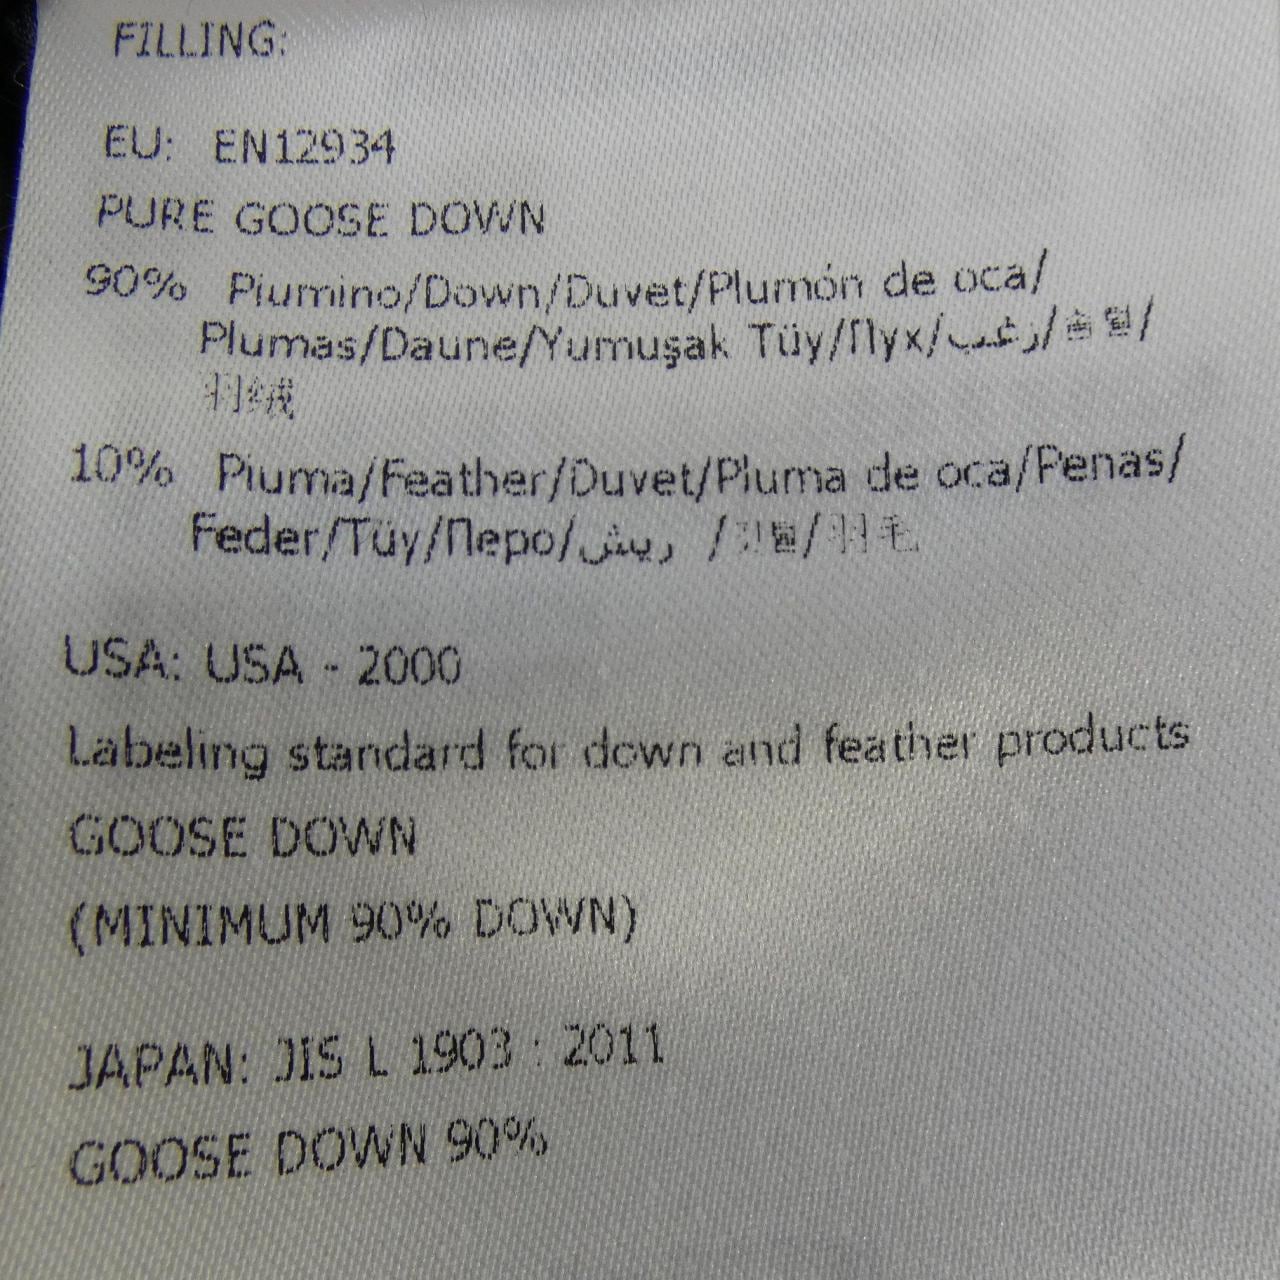 FILLING:
EU: EN12934
PURE GOOSE DOWN
90% Piumino/Down/Duvet/Plumón de oca/
Plumas/Daune/Yumuşak Tüy/Пух/زغب/솜털/
羽绒
10% Piuma/Feather/Duvet/Pluma de oca/Penas/
Feder/Tüy/Перо/ريش /깃털/羽毛
USA: USA - 2000
Labeling standard for down and feather products
GOOSE DOWN
(MINIMUM 90% DOWN)
JAPAN: JIS L 1903 : 2011
GOOSE DOWN 90%